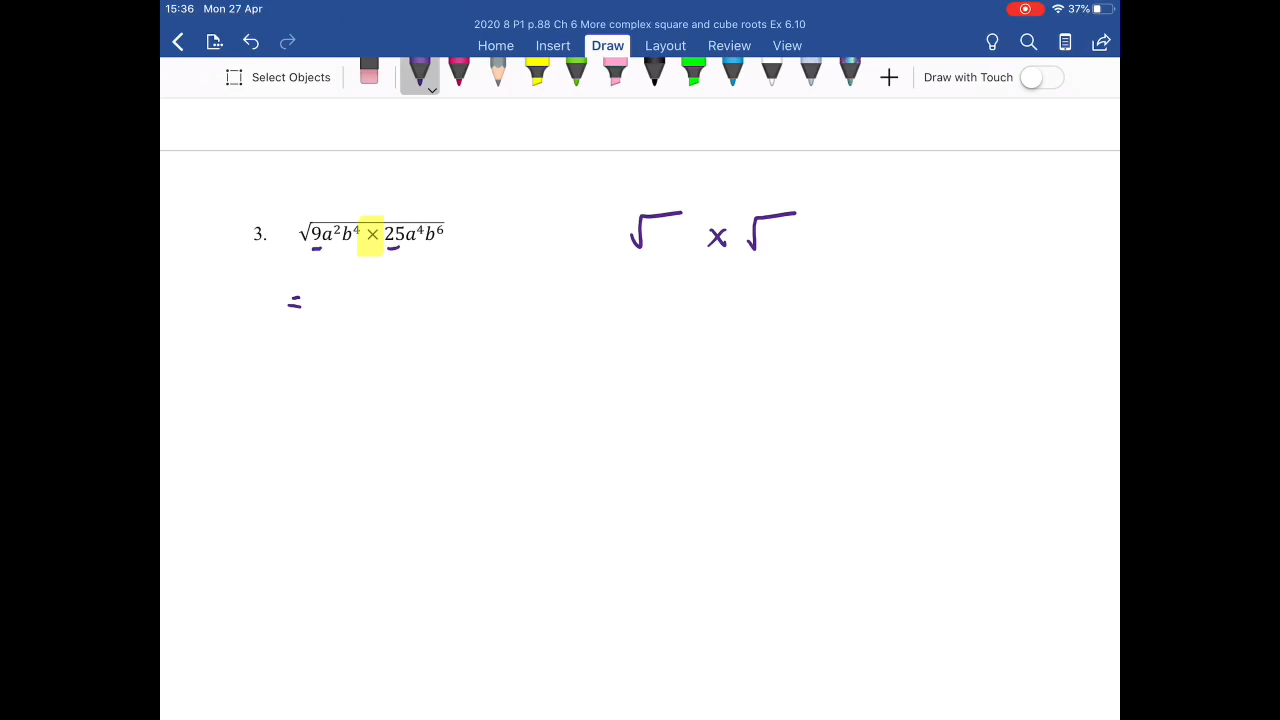 15:36 Mon 27 Apr 37%
2020 8 P1 p.88 Ch 6 More complex square and cube roots Ex 6.10
Home Insert Draw Layout Review View
Select Objects Draw with Touch
3. √9a²b⁴ × 25a⁴b⁶ √ × √
=